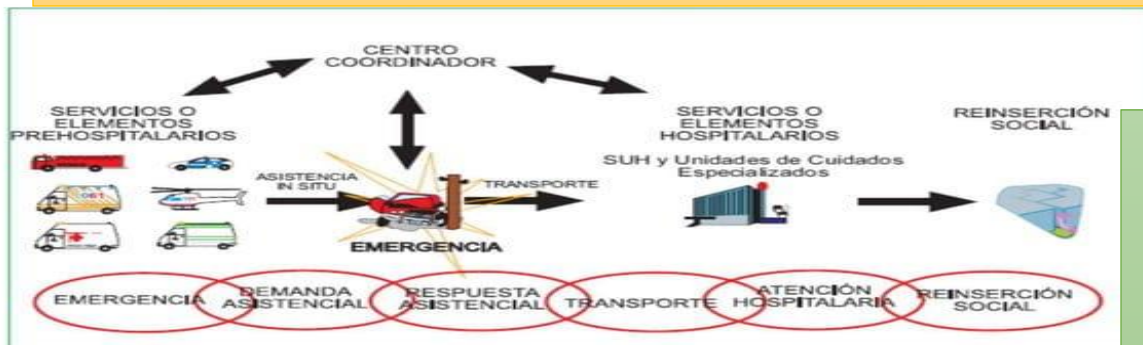 CENTRO
COORDINADOR
SERVICIOS O
ELEMENTOS
PREHOSPITALARIOS
SERVICIOS O
ELEMENTOS
HOSPITALARIOS
SUH y Unidades de Cuidados
Especializados
REINSERCIÓN
SOCIAL
ASISTENCIA
IN SITU
TRANSPORTE
EMERGENCIA
EMERGENCIA
DEMANDA
ASISTENCIAL
RESPUESTA
ASISTENCIAL
TRANSPORTE
ATENCIÓN
HOSPITALARIA
REINSERCIÓN
SOCIAL